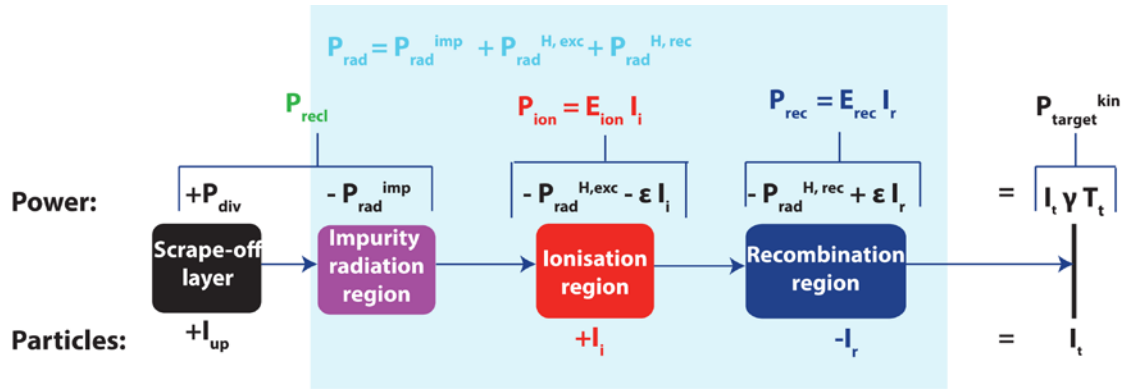 P_rad = P_rad^imp + P_rad^H, exc + P_rad^H, rec
P_recl P_ion = E_ion I_i P_rec = E_rec I_r P_target^kin
Power: +P_div - P_rad^imp - P_rad^H,exc - ε I_i - P_rad^H, rec + ε I_r = I_t γ T_t
Scrape-off
layer
Impurity
radiation
region
Ionisation
region
Recombination
region
Particles: +I_up +I_i -I_r = I_t